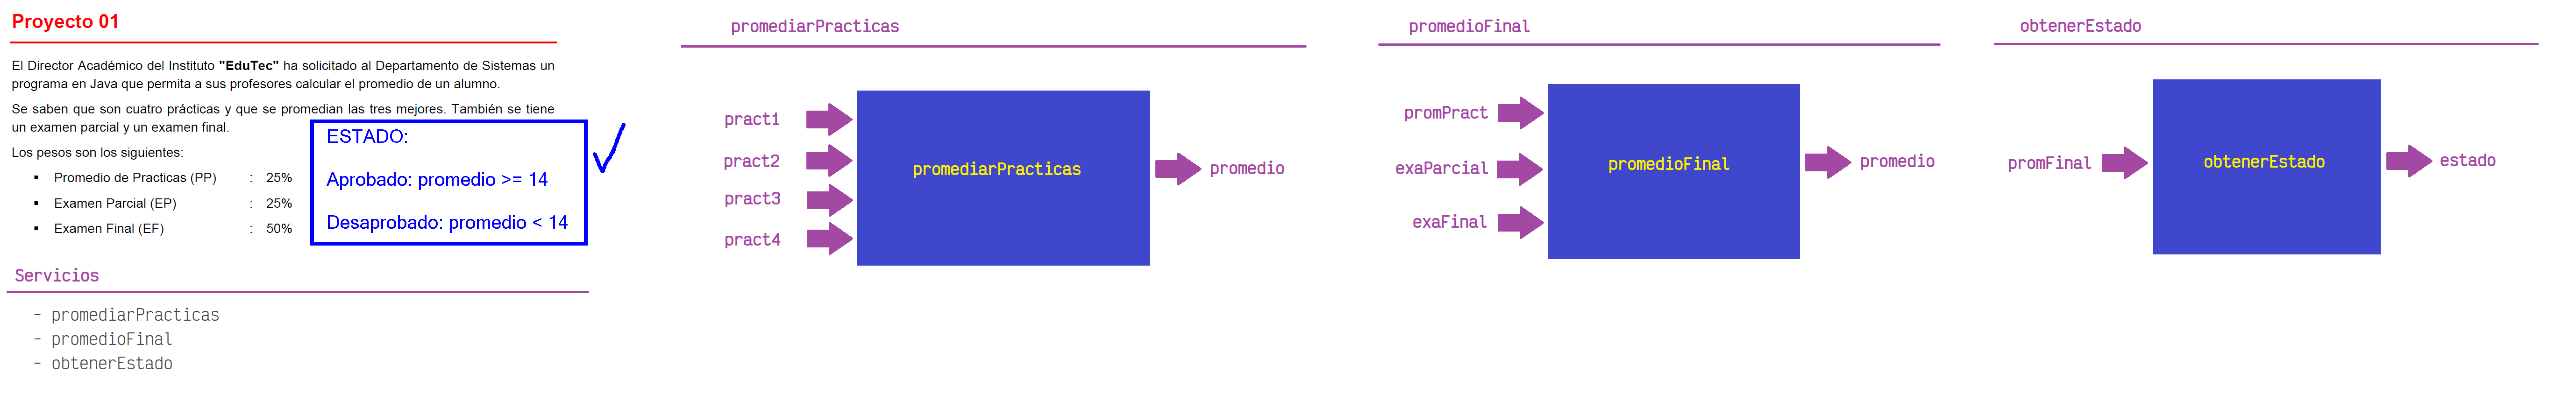 Proyecto 01
El Director Académico del Instituto "EduTec" ha solicitado al Departamento de Sistemas un
programa en Java que permita a sus profesores calcular el promedio de un alumno.
Se saben que son cuatro prácticas y que se promedian las tres mejores. También se tiene
un examen parcial y un examen final.
Los pesos son los siguientes:
▪ Promedio de Practicas (PP) : 25%
▪ Examen Parcial (EP) : 25%
▪ Examen Final (EF) : 50%
ESTADO:
Aprobado: promedio >= 14
Desaprobado: promedio < 14
Servicios
- promediarPracticas
- promedioFinal
- obtenerEstado
promediarPracticas
pract1
pract2
pract3
pract4
promediarPracticas
promedio
promedioFinal
promPract
exaParcial
exaFinal
promedioFinal
promedio
obtenerEstado
promFinal
obtenerEstado
estado